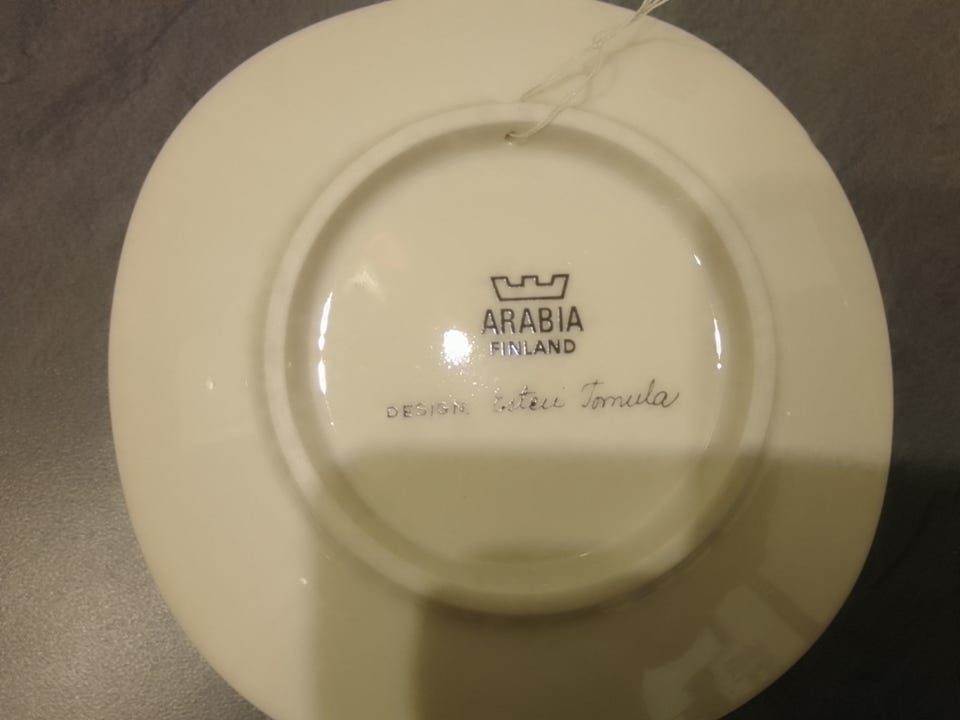 ARABIA
FINLAND
DESIGN Esteri Tomula